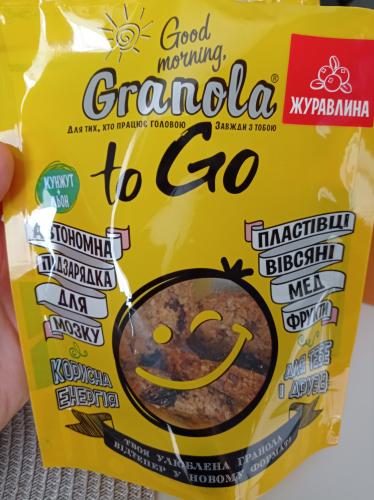 Good
morning,
Granola®
ЖУРАВЛИНА
ДЛЯ ТИХ, ХТО ПРАЦЮЄ ГОЛОВОЮ
ЗАВЖДИ З ТОБОЮ
to Go
КУНЖУТ
+
ЛЬОН
АВТОНОМНА
ПІДЗАРЯДКА
ДЛЯ
МОЗКУ
КОРИСНА
ЕНЕРГІЯ
ПЛАСТІВЦІ
ВІВСЯНІ
МЕД
ФРУКТИ
ДЛЯ ТЕБЕ
І ДРУЗІВ
ТВОЯ УЛЮБЛЕНА ГРАНОЛА
ВІДТЕПЕР У НОВОМУ ФОРМАТІ